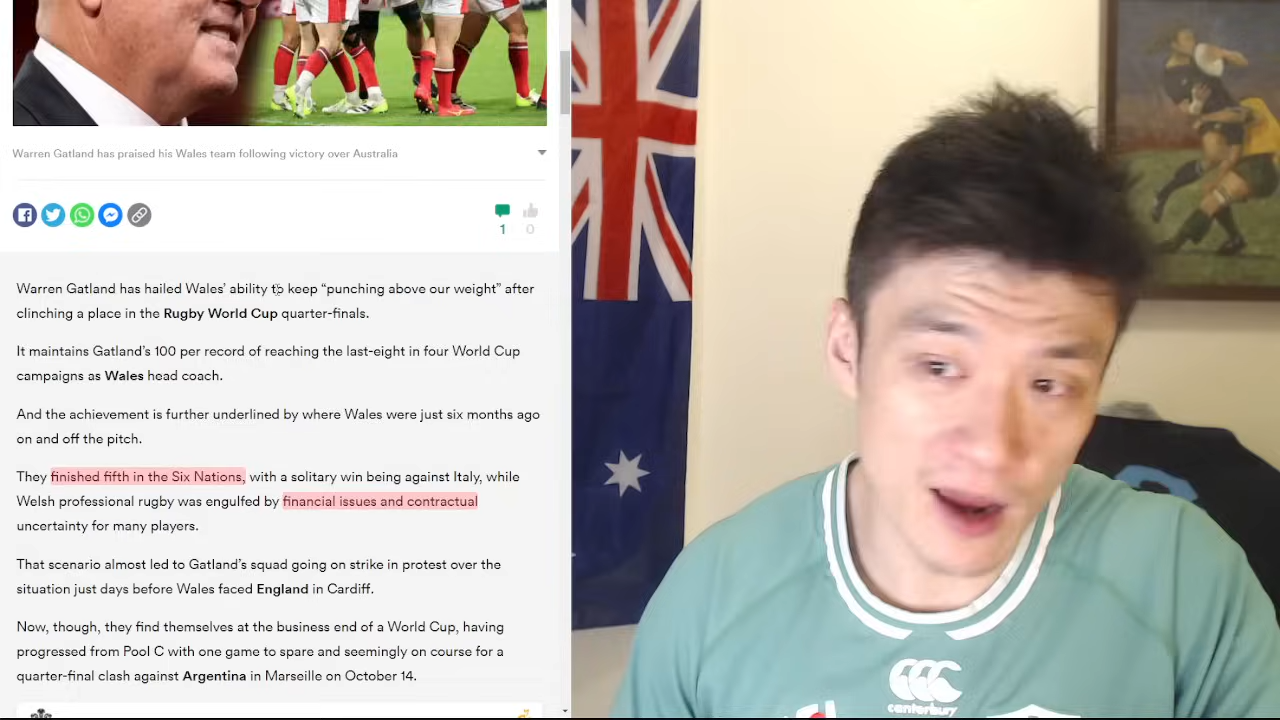 Warren Gatland has praised his Wales team following victory over Australia
1
0
Warren Gatland has hailed Wales’ ability to keep “punching above our weight” after
clinching a place in the Rugby World Cup quarter-finals.
It maintains Gatland’s 100 per record of reaching the last-eight in four World Cup
campaigns as Wales head coach.
And the achievement is further underlined by where Wales were just six months ago
on and off the pitch.
They finished fifth in the Six Nations, with a solitary win being against Italy, while
Welsh professional rugby was engulfed by financial issues and contractual
uncertainty for many players.
That scenario almost led to Gatland’s squad going on strike in protest over the
situation just days before Wales faced England in Cardiff.
Now, though, they find themselves at the business end of a World Cup, having
progressed from Pool C with one game to spare and seemingly on course for a
quarter-final clash against Argentina in Marseille on October 14.
canterbury